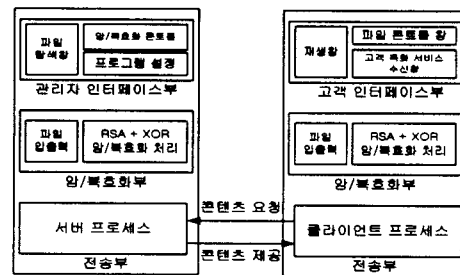 파일
탐색창
암/복호화 콘트롤
프로그램 설정
관리자 인터페이스부
파일
입출력
RSA + XOR
암/복호화 처리
암/복호화부
서버 프로세스
전송부
콘텐츠 요청
콘텐츠 제공
재생창
파일 콘트롤 창
고객 특화 서비스
수신창
고객 인터페이스부
파일
입출력
RSA + XOR
암/복호화 처리
암/복호화부
클라이언트 프로세스
전송부